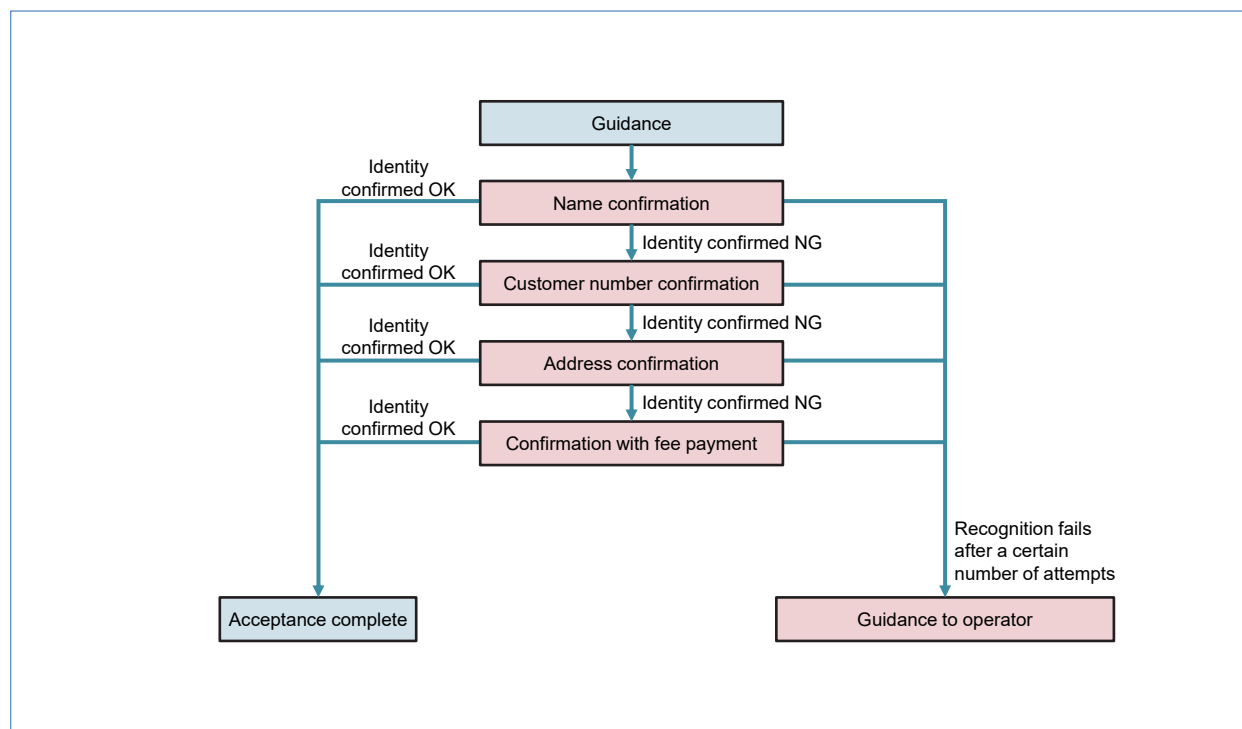 Guidance
Identity
confirmed OK
Name confirmation
Identity confirmed NG
Identity
confirmed OK
Customer number confirmation
Identity confirmed NG
Identity
confirmed OK
Address confirmation
Identity confirmed NG
Identity
confirmed OK
Confirmation with fee payment
Recognition fails
after a certain
number of attempts
Acceptance complete
Guidance to operator